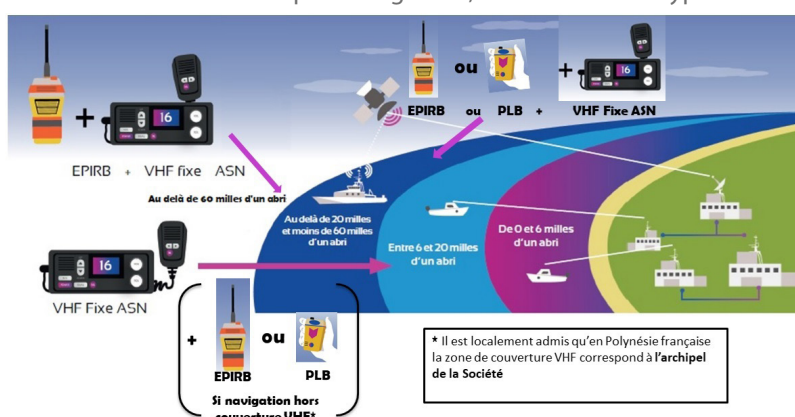 ou
EPIRB ou PLB + VHF Fixe ASN
+
16
16
+
EPIRB + VHF fixe ASN
Au delà de 60 milles d'un abri
Au delà de 20 milles
et moins de 60 milles
d'un abri
Entre 6 et 20 milles
d'un abri
De 0 et 6 milles
d'un abri
16
VHF Fixe ASN
+ ou
EPIRB PLB
Si navigation hors
couverture VHF*
* Il est localement admis qu'en Polynésie française
la zone de couverture VHF correspond à l'archipel
de la Société